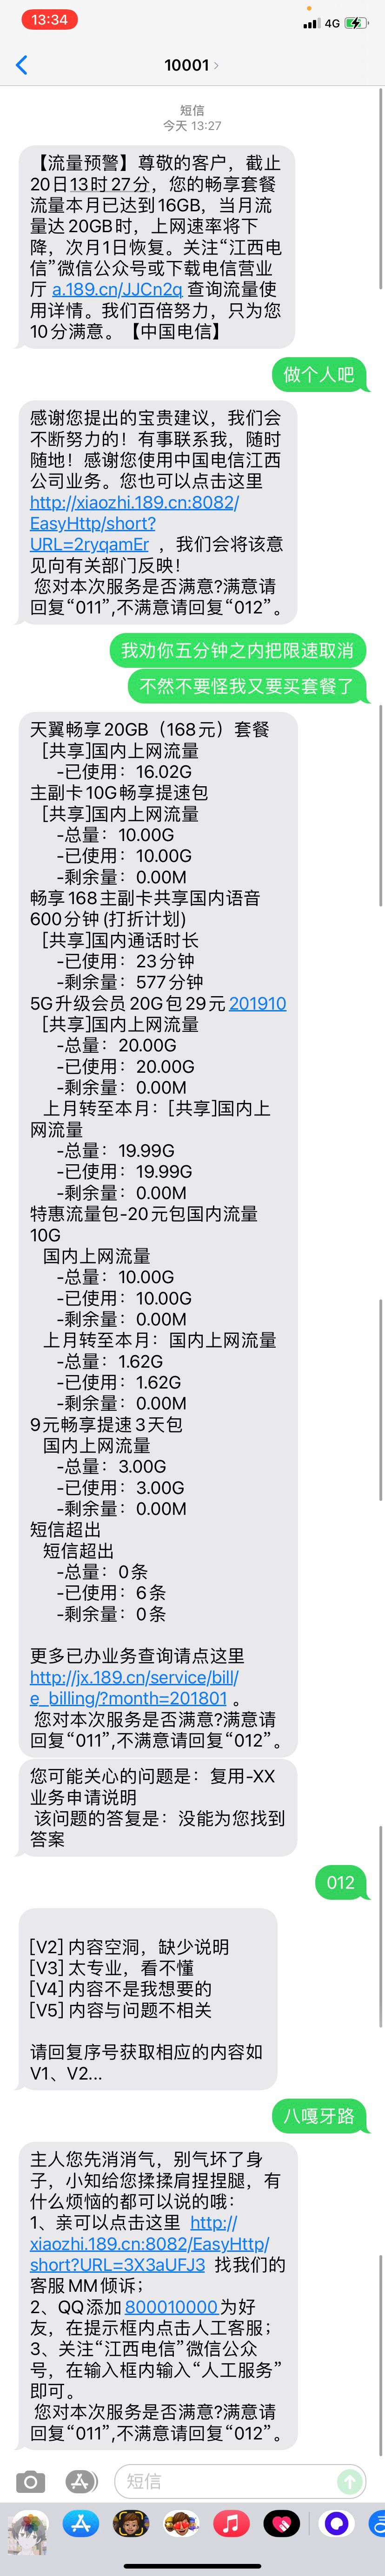 13:34
4G
10001
短信
今天 13:27
【流量预警】尊敬的客户，截止
20日13时27分，您的畅享套餐
流量本月已达到16GB，当月流
量达20GB时，上网速率将下
降，次月1日恢复。关注“江西电
信”微信公众号或下载电信营业
厅 a.189.cn/JJCn2q 查询流量使
用详情。我们百倍努力，只为您
10分满意。【中国电信】
做个人吧
感谢您提出的宝贵建议，我们会
不断努力的！有事联系我，随时
随地！感谢您使用中国电信江西
公司业务。您也可以点击这里
http://xiaozhi.189.cn:8082/
EasyHttp/short?
URL=2ryqamEr ，我们会将该意
见向有关部门反映！
您对本次服务是否满意?满意请
回复“011”,不满意请回复“012”。
我劝你五分钟之内把限速取消
不然不要怪我又要买套餐了
天翼畅享20GB（168元）套餐
[共享]国内上网流量
-已使用：16.02G
主副卡10G畅享提速包
[共享]国内上网流量
-总量：10.00G
-已使用：10.00G
-剩余量：0.00M
畅享168主副卡共享国内语音
600分钟(打折计划)
[共享]国内通话时长
-已使用：23分钟
-剩余量：577分钟
5G升级会员20G包29元201910
[共享]国内上网流量
-总量：20.00G
-已使用：20.00G
-剩余量：0.00M
上月转至本月：[共享]国内上
网流量
-总量：19.99G
-已使用：19.99G
-剩余量：0.00M
特惠流量包-20元包国内流量
10G
国内上网流量
-总量：10.00G
-已使用：10.00G
-剩余量：0.00M
上月转至本月：国内上网流量
-总量：1.62G
-已使用：1.62G
-剩余量：0.00M
9元畅享提速3天包
国内上网流量
-总量：3.00G
-已使用：3.00G
-剩余量：0.00M
短信超出
短信超出
-总量：0条
-已使用：6条
-剩余量：0条
更多已办业务查询请点这里
http://jx.189.cn/service/bill/
e_billing/?month=201801 。
您对本次服务是否满意?满意请
回复“011”,不满意请回复“012”。
您可能关心的问题是：复用-XX
业务申请说明
该问题的答复是：没能为您找到
答案
012
[V2] 内容空洞，缺少说明
[V3] 太专业，看不懂
[V4] 内容不是我想要的
[V5] 内容与问题不相关
请回复序号获取相应的内容如
V1、V2...
八嘎牙路
主人您先消消气，别气坏了身
子，小知给您揉揉肩捏捏腿，有
什么烦恼的都可以说的哦：
1、亲可以点击这里 http://
xiaozhi.189.cn:8082/EasyHttp/
short?URL=3X3aUFJ3 找我们的
客服MM倾诉；
2、QQ添加800010000为好
友，在提示框内点击人工客服；
3、关注“江西电信”微信公众
号，在输入框内输入“人工服务”
即可。
您对本次服务是否满意?满意请
回复“011”,不满意请回复“012”。
短信